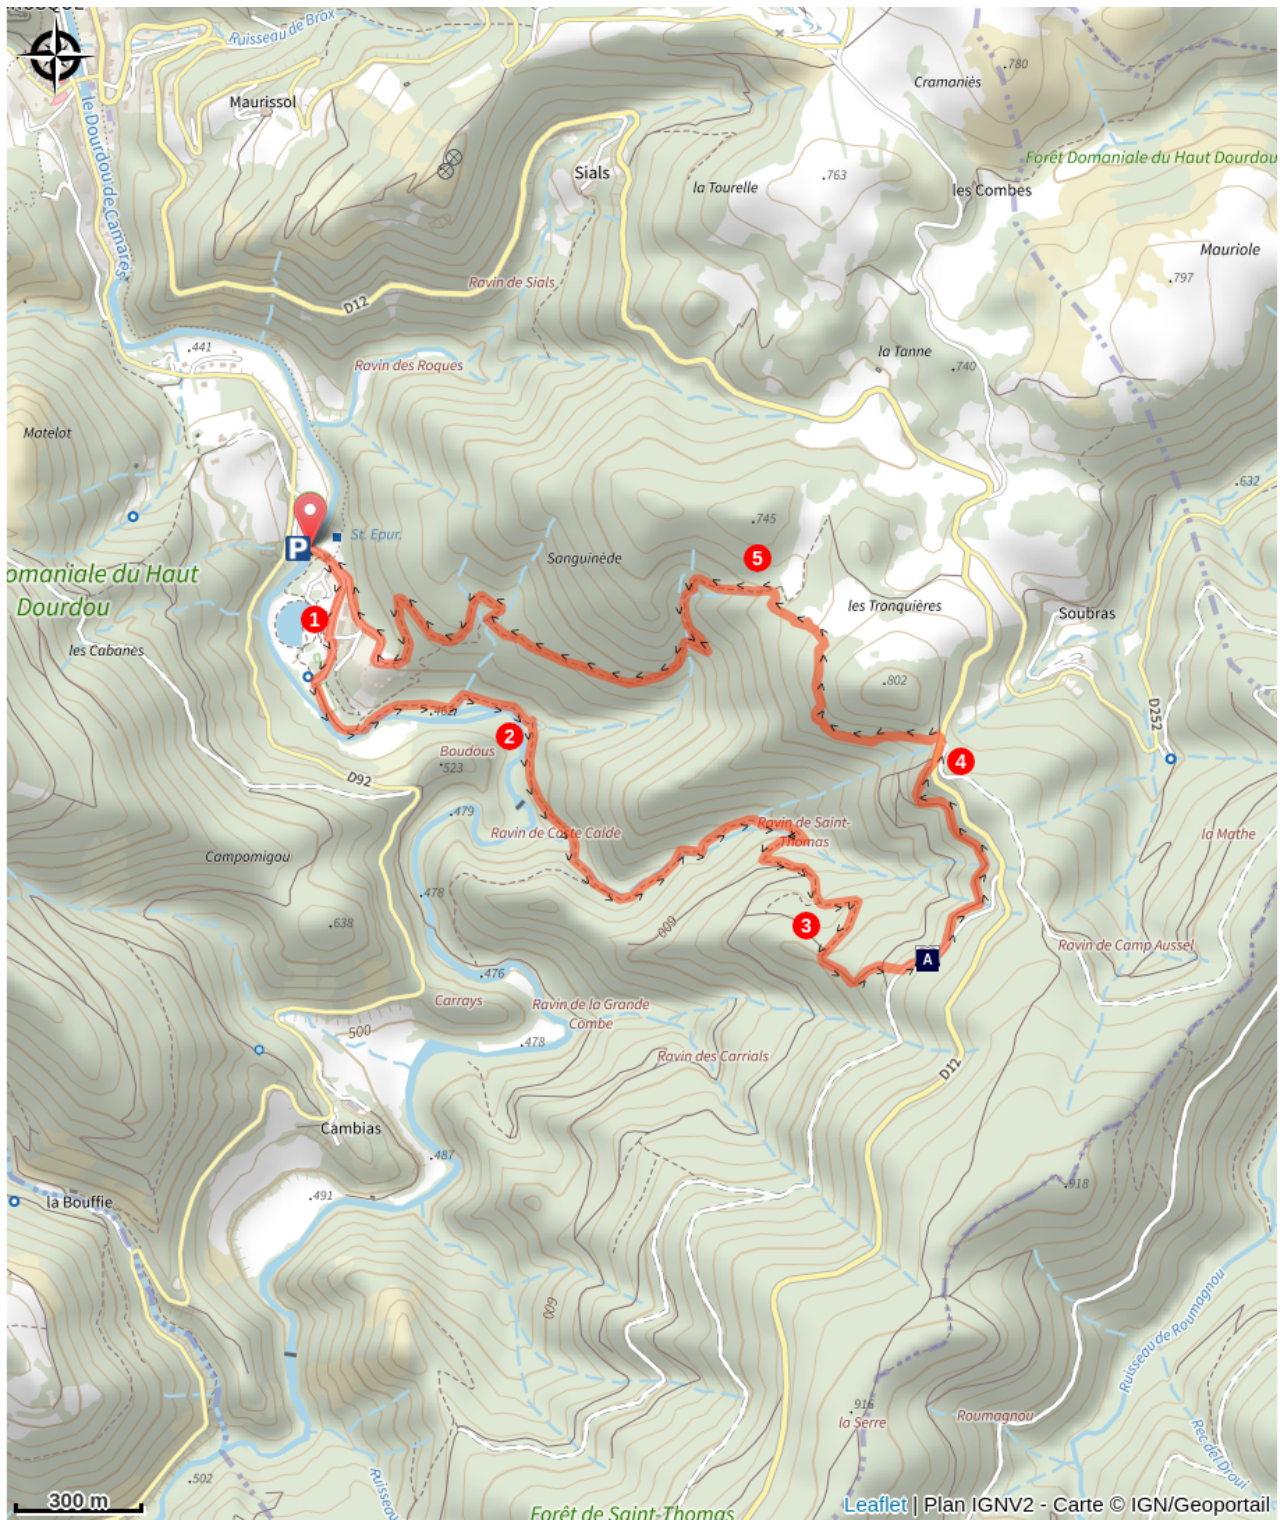 Ruisseau de Brox
.780
Cramaniès
Maurissol
le Dourdou de Camarès
Forêt Domaniale du Haut Dourdou
Sials
.763
la Tourelle
les Combes
Mauriole
.797
Ravin de Sials
D12
.441
la Tanne
Ravin des Roques
.740
Matelot
.632
.745
P
St. Epur.
Sanguinède
5
omaniale du Haut
Dourdou
les Tronquières
Soubras
1
les Cabanes
.802
D252
2
Boudous
4
.523
D92
.479
Ravin de Coste Calde
Ravin de Saint-
Thomas
la Mathe
Campomigou
.478
.638
600
3
Ravin de Camp Aussel
A
.476
Carrays
Ravin de la Grande
Combe
500
.478
Ravin des Carrials
D12
Cambias
.487
.918
la Bouffie
.491
600
Ruisseau de Roumagnou
.916
la Serre
Roumagnou
.502
Ruisseau
Rec del Droui
300 m
Forêt de Saint-Thomas
Leaflet | Plan IGNV2 - Carte © IGN/Geoportail